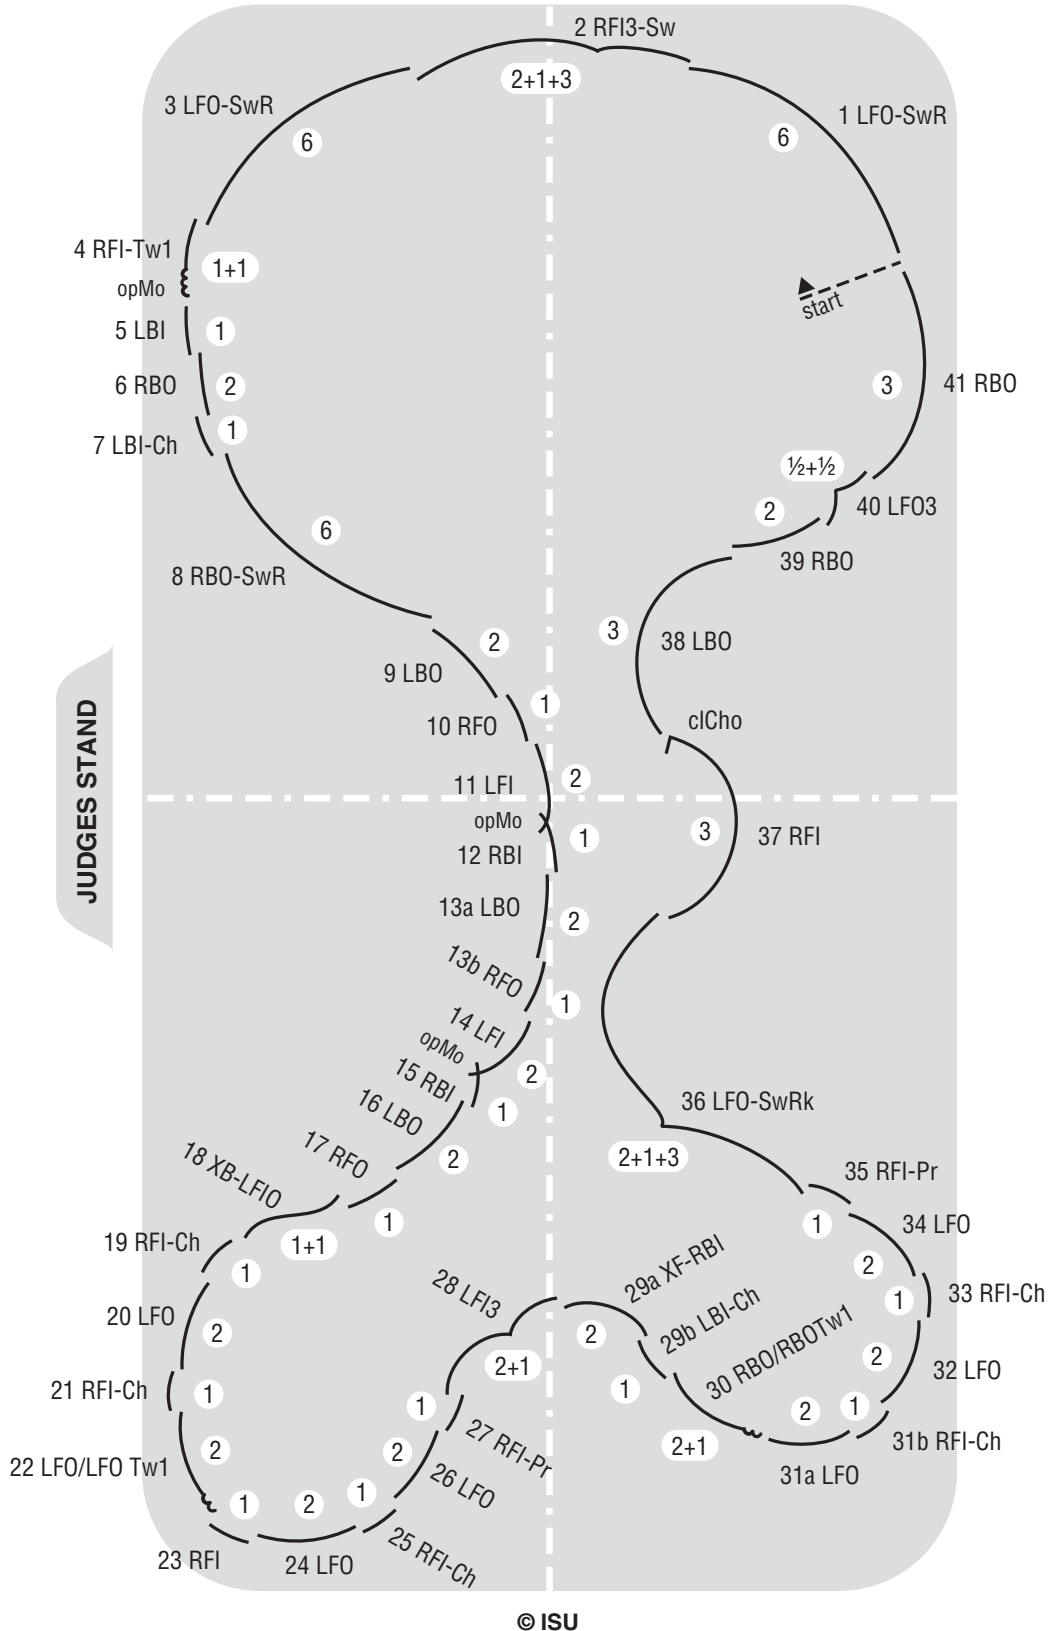 2 RFI3-Sw
2+1+3
3 LFO-SwR
6
1 LFO-SwR
6
4 RFI-Tw1
1+1
opMo
start
5 LBI
1
6 RBO
2
3
41 RBO
7 LBI-Ch
1
½+½
40 LFO3
2
6
39 RBO
8 RBO-SwR
2
3
38 LBO
9 LBO
1
10 RFO
clCho
JUDGES STAND
11 LFI
2
opMo
1
3
37 RFI
12 RBI
13a LBO
2
13b RFO
1
14 LFI
opMo
2
15 RBI
1
16 LBO
2
36 LFO-SwRk
2+1+3
17 RFO
1
18 XB-LFIO
1+1
35 RFI-Pr
1
34 LFO
19 RFI-Ch
1
2
33 RFI-Ch
1
28 LFI3
29a XF-RBI
2
29b LBI-Ch
1
20 LFO
2
2+1
30 RBO/RBOTw1
2+1
2
32 LFO
21 RFI-Ch
1
1
27 RFI-Pr
2
1
31b RFI-Ch
22 LFO/LFO Tw1
2
2
26 LFO
31a LFO
1
2
1
25 RFI-Ch
23 RFI
24 LFO
© ISU